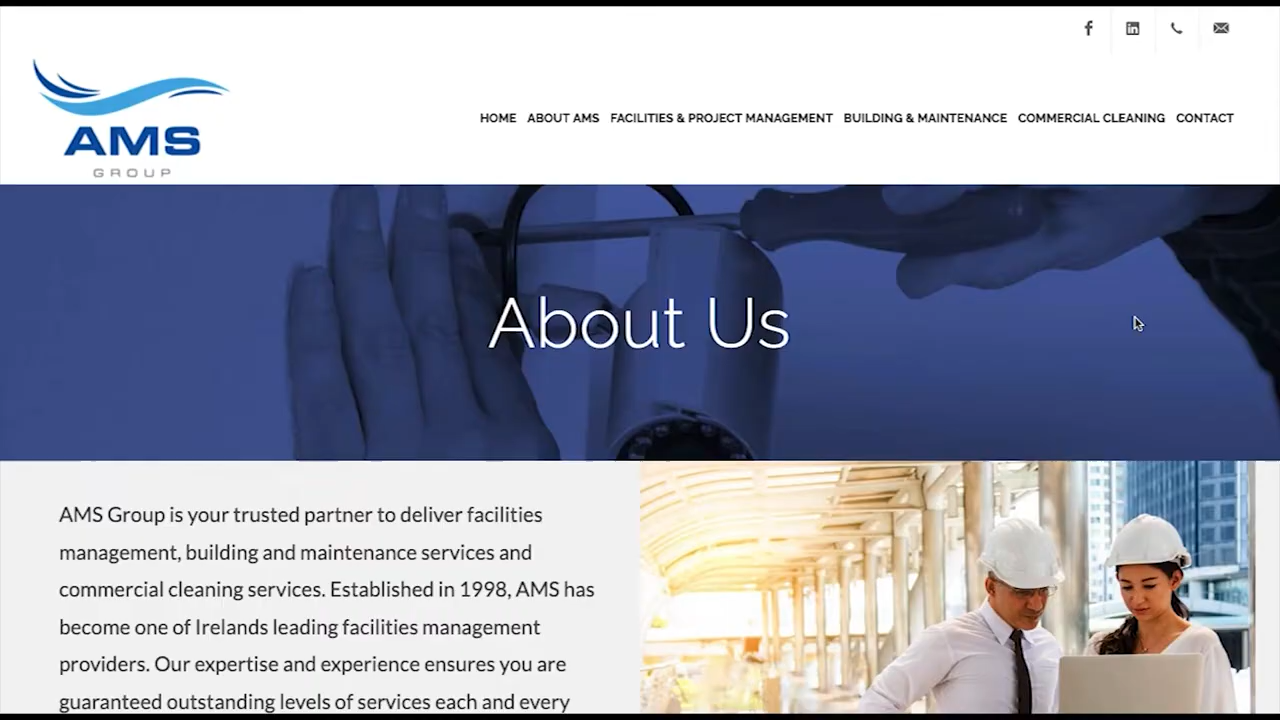 AMS
GROUP
HOME ABOUT AMS FACILITIES & PROJECT MANAGEMENT BUILDING & MAINTENANCE COMMERCIAL CLEANING CONTACT
About Us
AMS Group is your trusted partner to deliver facilities
management, building and maintenance services and
commercial cleaning services. Established in 1998, AMS has
become one of Irelands leading facilities management
providers. Our expertise and experience ensures you are
guaranteed outstanding levels of services each and every